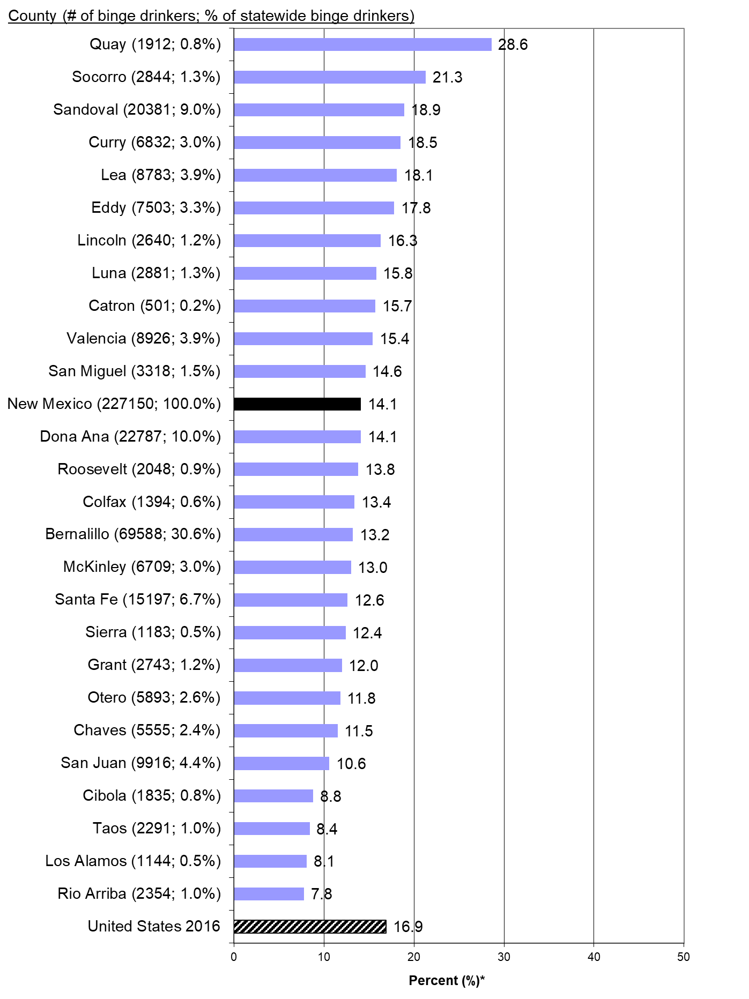 County (# of binge drinkers; % of statewide binge drinkers)
Quay (1912; 0.8%) 28.6
Socorro (2844; 1.3%) 21.3
Sandoval (20381; 9.0%) 18.9
Curry (6832; 3.0%) 18.5
Lea (8783; 3.9%) 18.1
Eddy (7503; 3.3%) 17.8
Lincoln (2640; 1.2%) 16.3
Luna (2881; 1.3%) 15.8
Catron (501; 0.2%) 15.7
Valencia (8926; 3.9%) 15.4
San Miguel (3318; 1.5%) 14.6
New Mexico (227150; 100.0%) 14.1
Dona Ana (22787; 10.0%) 14.1
Roosevelt (2048; 0.9%) 13.8
Colfax (1394; 0.6%) 13.4
Bernalillo (69588; 30.6%) 13.2
McKinley (6709; 3.0%) 13.0
Santa Fe (15197; 6.7%) 12.6
Sierra (1183; 0.5%) 12.4
Grant (2743; 1.2%) 12.0
Otero (5893; 2.6%) 11.8
Chaves (5555; 2.4%) 11.5
San Juan (9916; 4.4%) 10.6
Cibola (1835; 0.8%) 8.8
Taos (2291; 1.0%) 8.4
Los Alamos (1144; 0.5%) 8.1
Rio Arriba (2354; 1.0%) 7.8
United States 2016 16.9
0 10 20 30 40 50
Percent (%)*